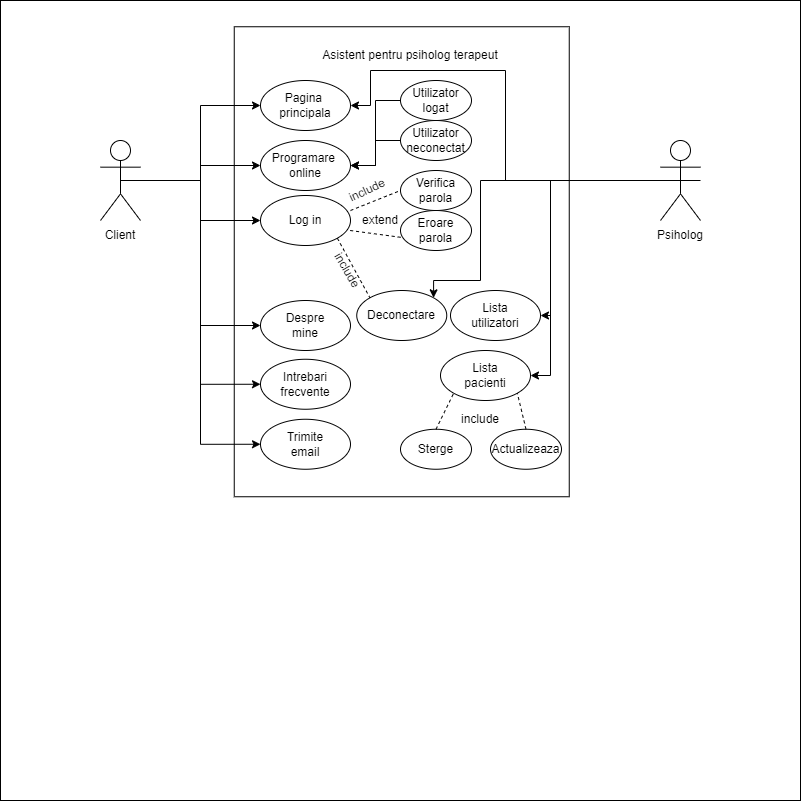 Asistent pentru psiholog terapeut
Pagina
principala
Utilizator
logat
Utilizator
neconectat
Programare
online
include
Verifica
parola
Log in
extend
Eroare
parola
include
Client
Psiholog
Despre
mine
Deconectare
Lista
utilizatori
Intrebari
frecvente
Lista
pacienti
include
Trimite
email
Sterge
Actualizeaza